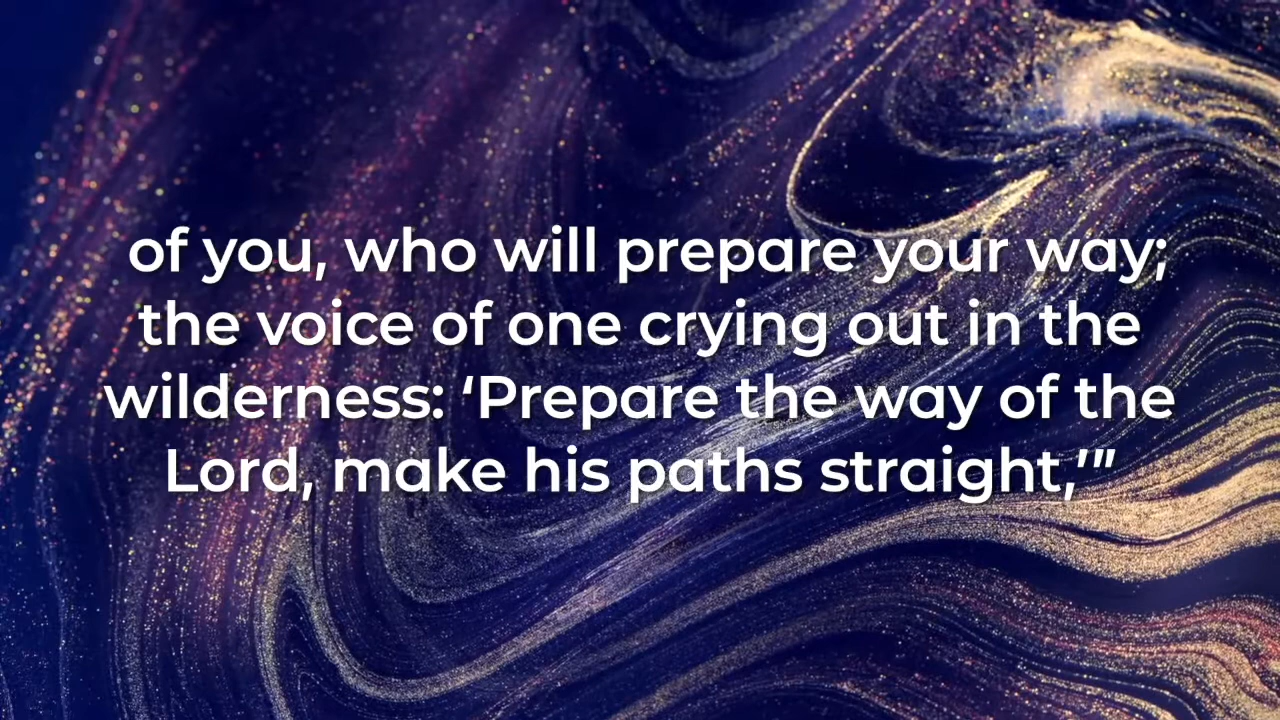 of you, who will prepare your way;
the voice of one crying out in the
wilderness: ‘Prepare the way of the
Lord, make his paths straight,’”